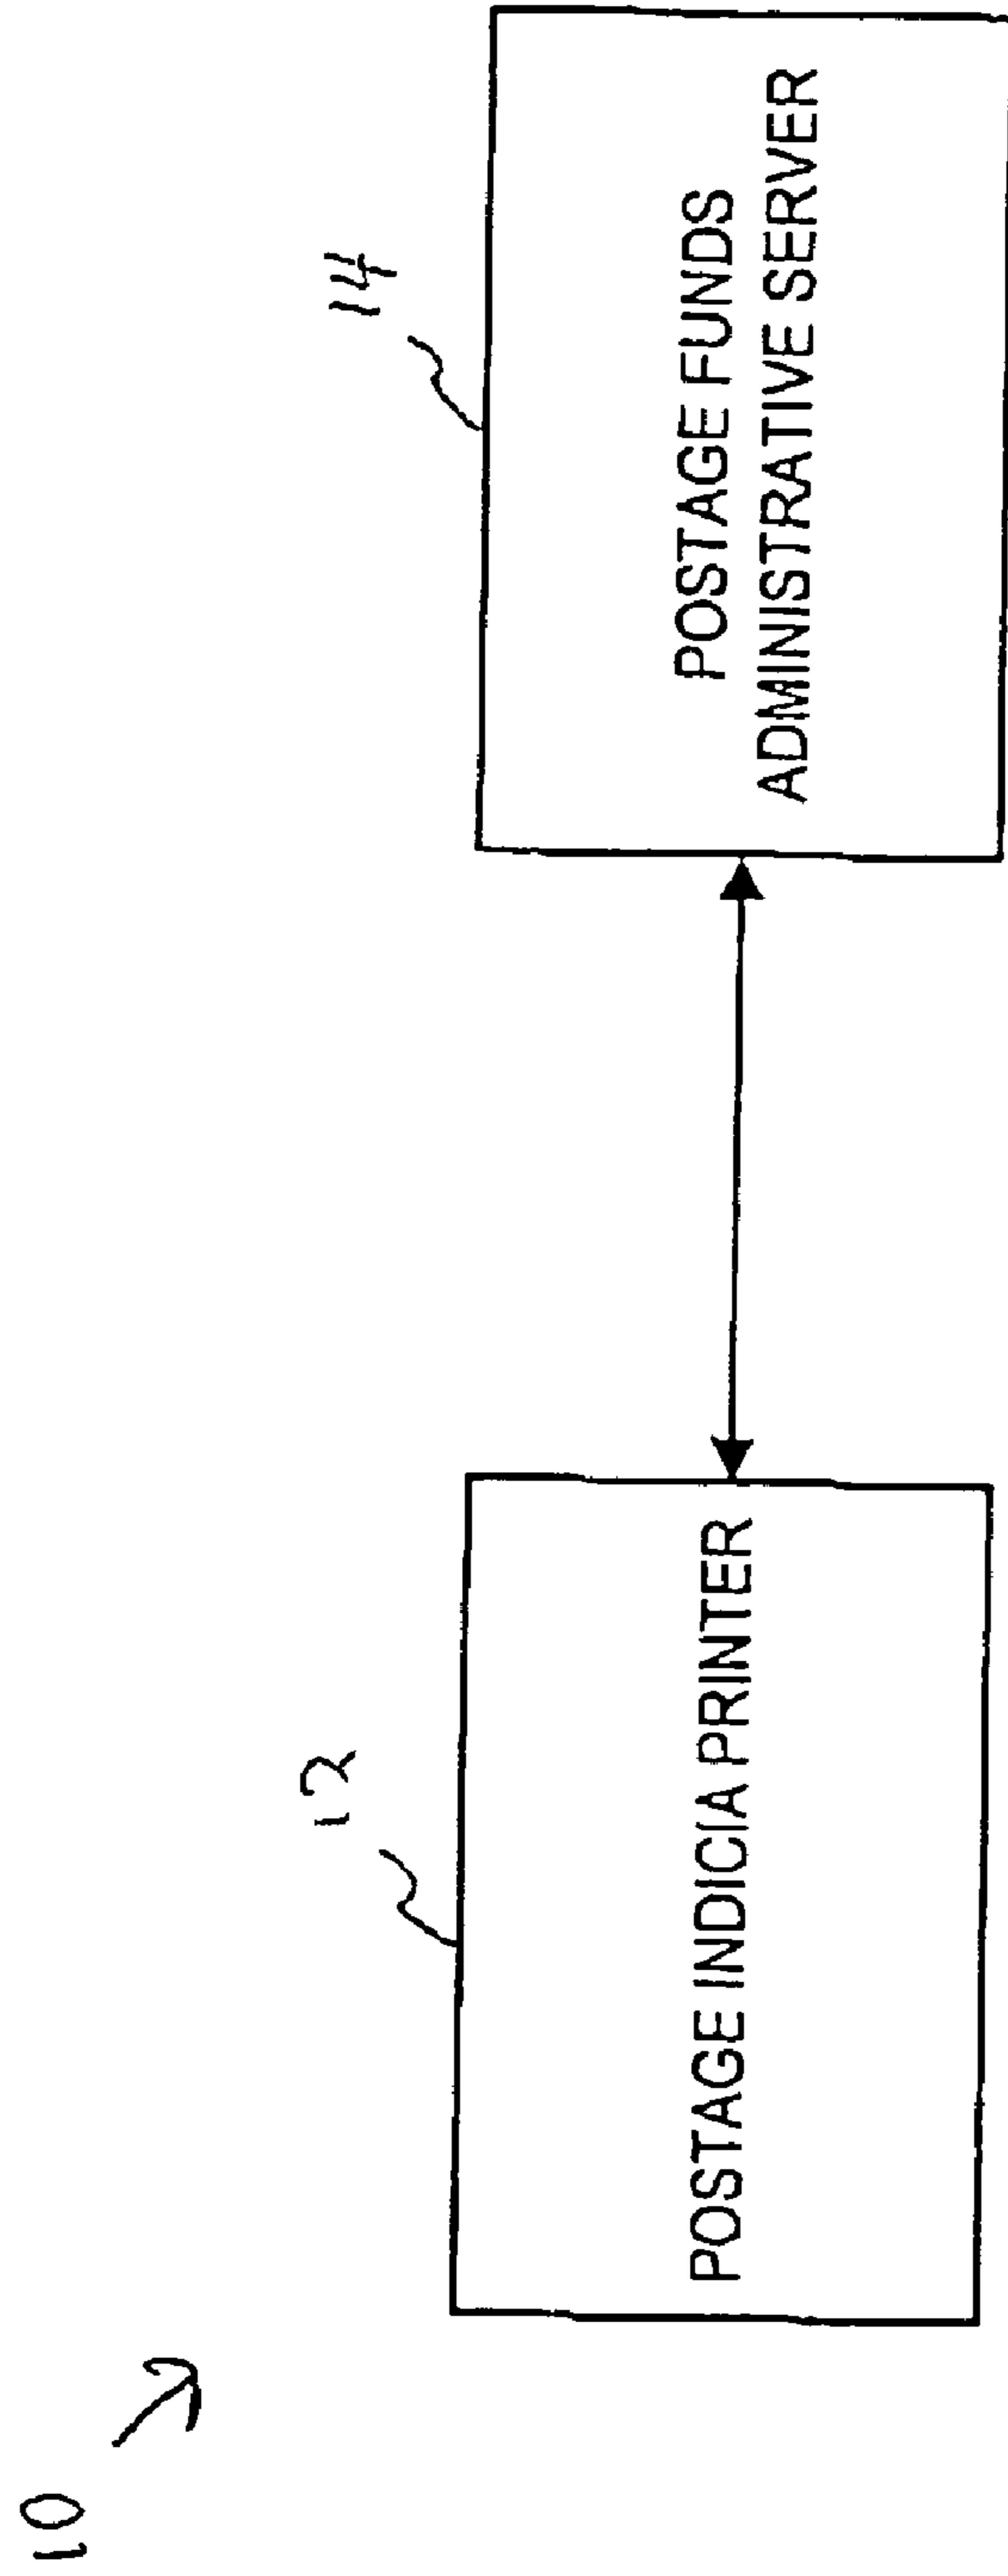 10
12
POSTAGE INDICIA PRINTER
14
POSTAGE FUNDS
ADMINISTRATIVE SERVER